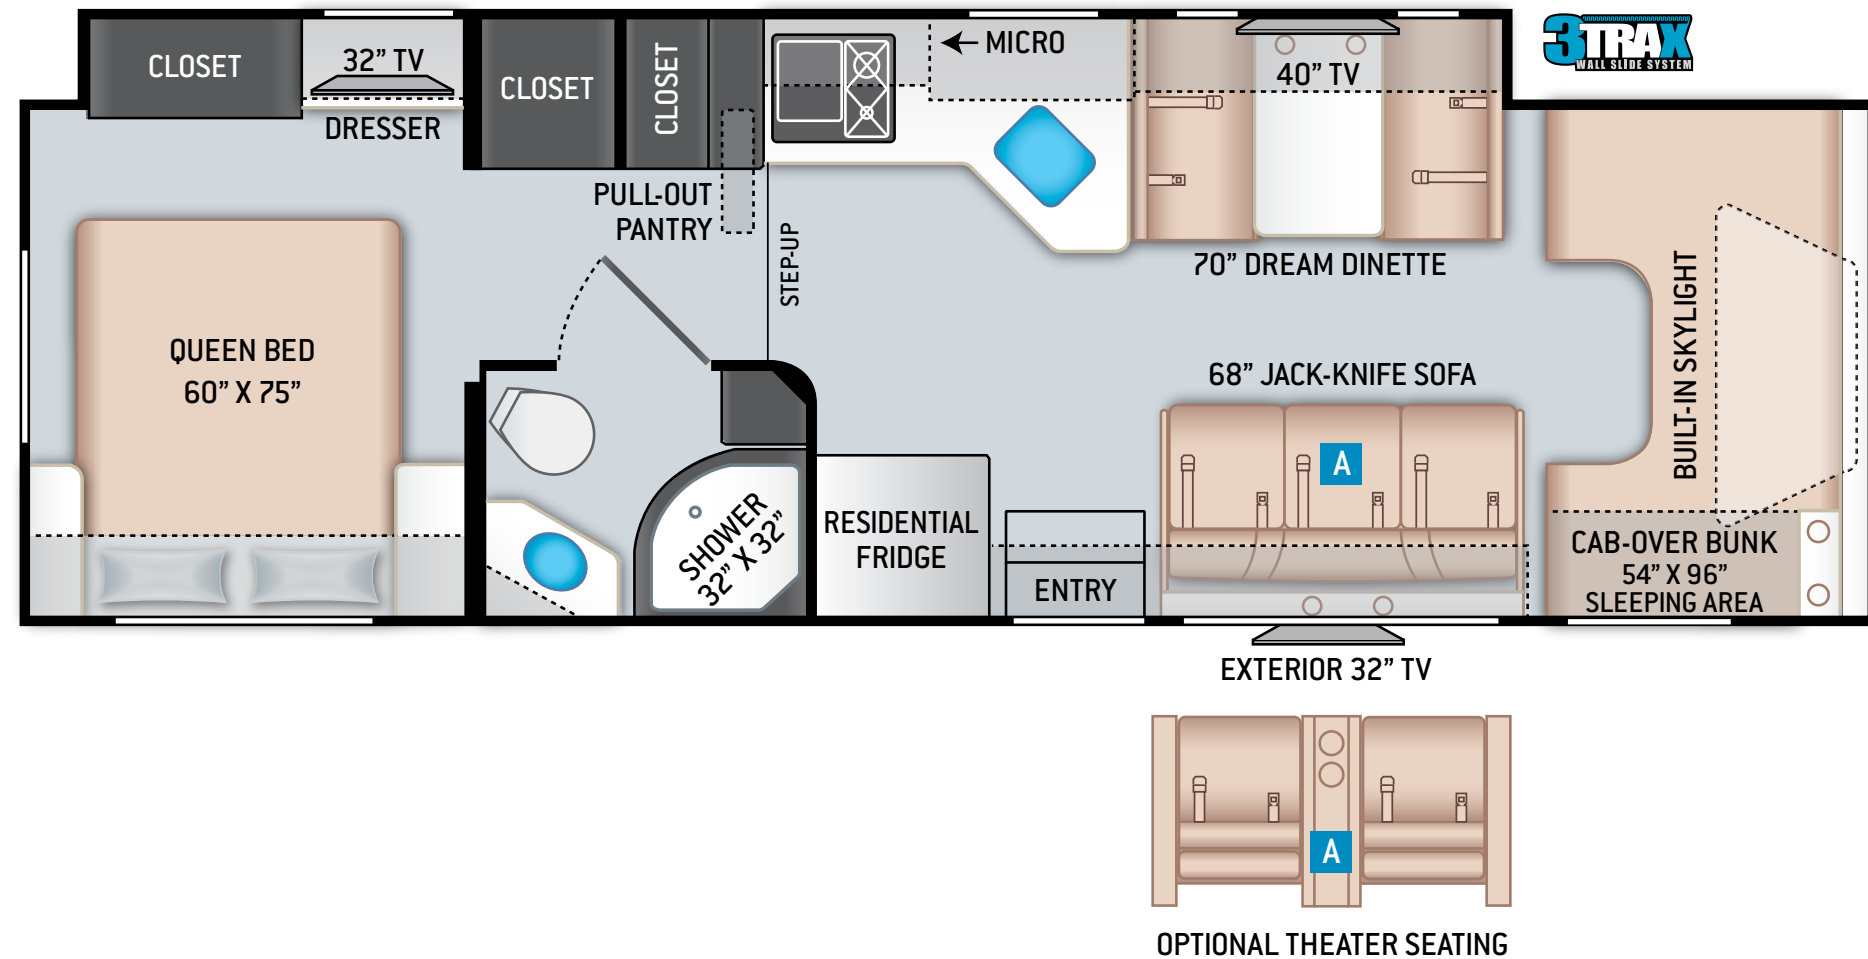 CLOSET
32” TV
DRESSER
CLOSET
CLOSET
PULL-OUT
PANTRY
STEP-UP
MICRO
40” TV
70” DREAM DINETTE
3TRAX
WALL SLIDE SYSTEM
QUEEN BED
60” X 75”
SHOWER
32” X 32”
RESIDENTIAL
FRIDGE
ENTRY
68” JACK-KNIFE SOFA
A
BUILT-IN SKYLIGHT
CAB-OVER BUNK
54” X 96”
SLEEPING AREA
EXTERIOR 32” TV
A
OPTIONAL THEATER SEATING